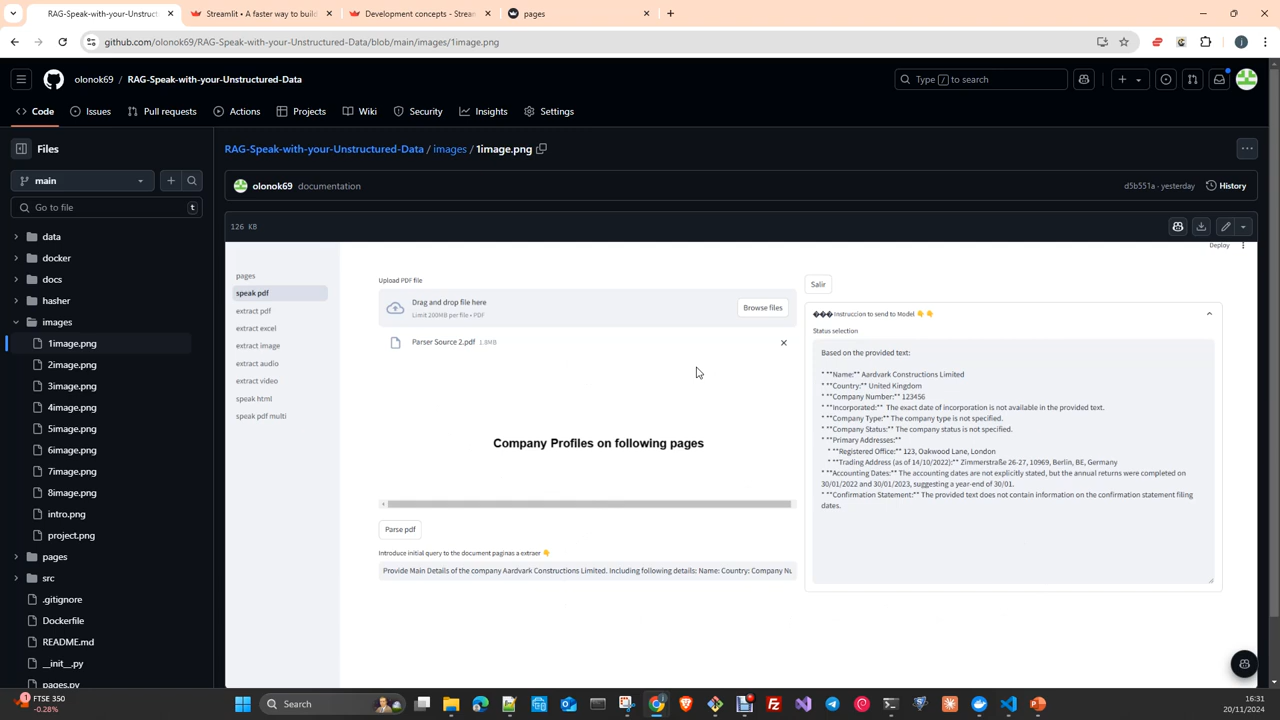 RAG-Speak-with-your-Unstruct
Streamlit • A faster way to build
Development concepts - Stream
pages
github.com/olonok69/RAG-Speak-with-your-Unstructured-Data/blob/main/images/1image.png
olonok69 / RAG-Speak-with-your-Unstructured-Data
Type / to search
Code
Issues
Pull requests
Actions
Projects
Wiki
Security
Insights
Settings
Files
RAG-Speak-with-your-Unstructured-Data / images / 1image.png
main
olonok69 documentation
d5b551a · yesterday
History
Go to file
t
126 KB
data
docker
docs
hasher
images
1image.png
2image.png
3image.png
4image.png
5image.png
6image.png
7image.png
8image.png
intro.png
project.png
pages
src
.gitignore
Dockerfile
README.md
__init__.py
pages.py
Deploy
pages
speak pdf
extract pdf
extract excel
extract image
extract audio
extract video
speak html
speak pdf multi
Upload PDF file
Drag and drop file here
Limit 200MB per file • PDF
Browse files
Parser Source 2.pdf 1.8MB
Company Profiles on following pages
Parse pdf
Introduce initial query to the document paginas a extraer 👇
Provide Main Details of the company Aardvark Constructions Limited. Including following details: Name: Country: Company Nu
Salir
���Instruccion to send to Model 👇👇
Status selection
Based on the provided text:
* **Name:** Aardvark Constructions Limited
* **Country:** United Kingdom
* **Company Number:** 123456
* **Incorporated:** The exact date of incorporation is not available in the provided text.
* **Company Type:** The company type is not specified.
* **Company Status:** The company status is not specified.
* **Primary Addresses:**
* **Registered Office:** 123, Oakwood Lane, London
* **Trading Address (as of 14/10/2022):** Zimmerstraße 26-27, 10969, Berlin, BE, Germany
* **Accounting Dates:** The accounting dates are not explicitly stated, but the annual returns were completed on
30/01/2022 and 30/01/2023, suggesting a year-end of 30/01.
* **Confirmation Statement:** The provided text does not contain information on the confirmation statement filing
dates.
FTSE 350
-0.28%
Search
16:31
20/11/2024